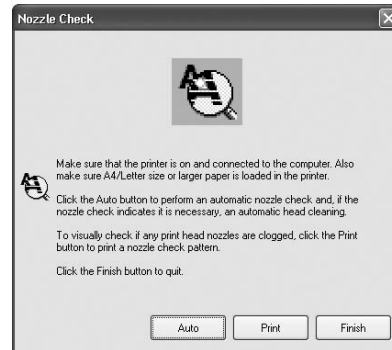 Nozzle Check
Make sure that the printer is on and connected to the computer. Also
make sure A4/Letter size or larger paper is loaded in the printer.
Click the Auto button to perform an automatic nozzle check and, if the
nozzle check indicates it is necessary, an automatic head cleaning.
To visually check if any print head nozzles are clogged, click the Print
button to print a nozzle check pattern.
Click the Finish button to quit.
Auto Print Finish